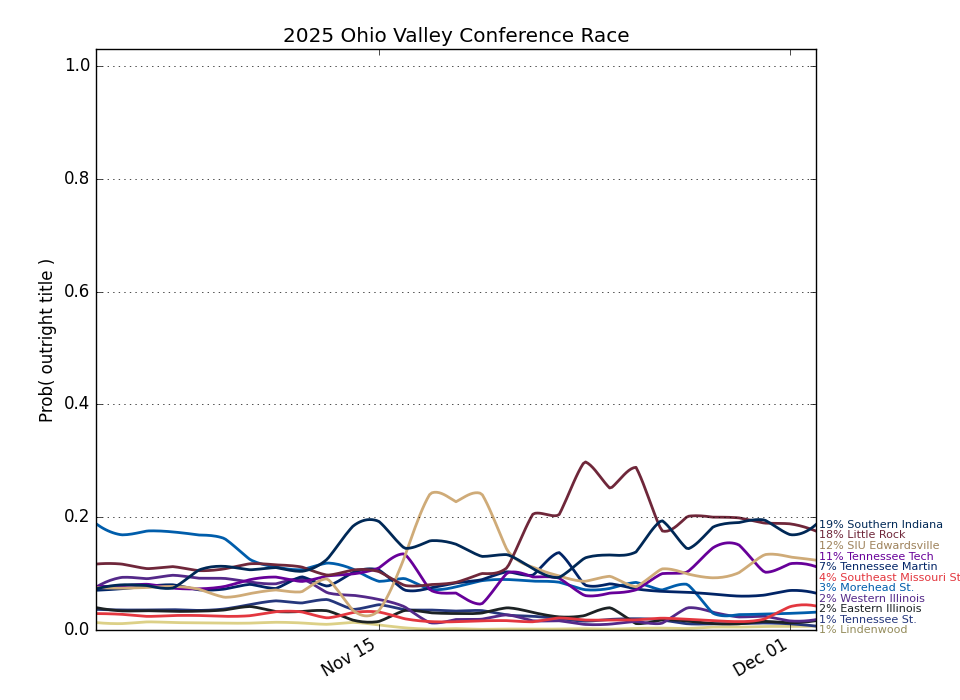 2025 Ohio Valley Conference Race
1.0
0.8
0.6
0.4
0.2
0.0
Prob( outright title )
Nov 15
Dec 01
19% Southern Indiana
18% Little Rock
12% SIU Edwardsville
11% Tennessee Tech
7% Tennessee Martin
4% Southeast Missouri St
3% Morehead St.
2% Western Illinois
2% Eastern Illinois
1% Tennessee St.
1% Lindenwood